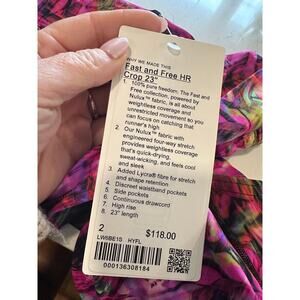 WHY WE MADE THIS
Fast and Free HR
Crop 23"
1. 100% pure freedom. The Fast and
Free collection, powered by
Nulux™ fabric, is all about
weightless coverage and
unrestricted movement so you
can focus on catching that
runner's high
2. Our Nulux™ fabric with
engineered four-way stretch
provides weightless coverage
that's quick-drying,
sweat-wicking, and feels cool
and sleek
3. Added Lycra® fibre for stretch
and shape retention
4. Discreet waistband pockets
5. Side pockets
6. Continuous drawcord
7. High rise
8. 23" length
2 $118.00
LW6BE1S HYFL
000136308184